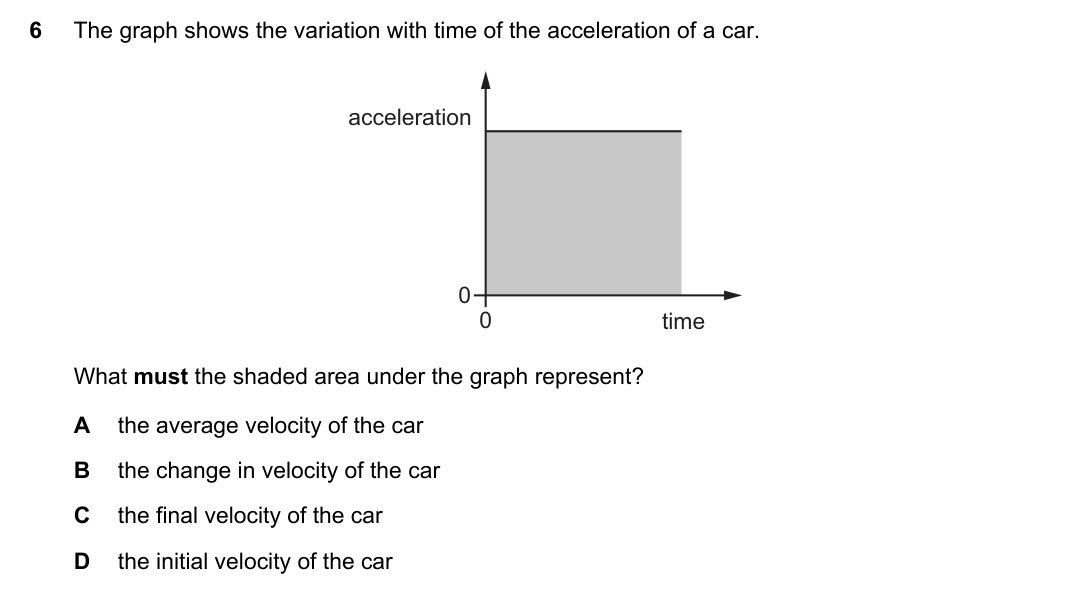 6 The graph shows the variation with time of the acceleration of a car.
acceleration
0
0
time
What must the shaded area under the graph represent?
A the average velocity of the car
B the change in velocity of the car
C the final velocity of the car
D the initial velocity of the car